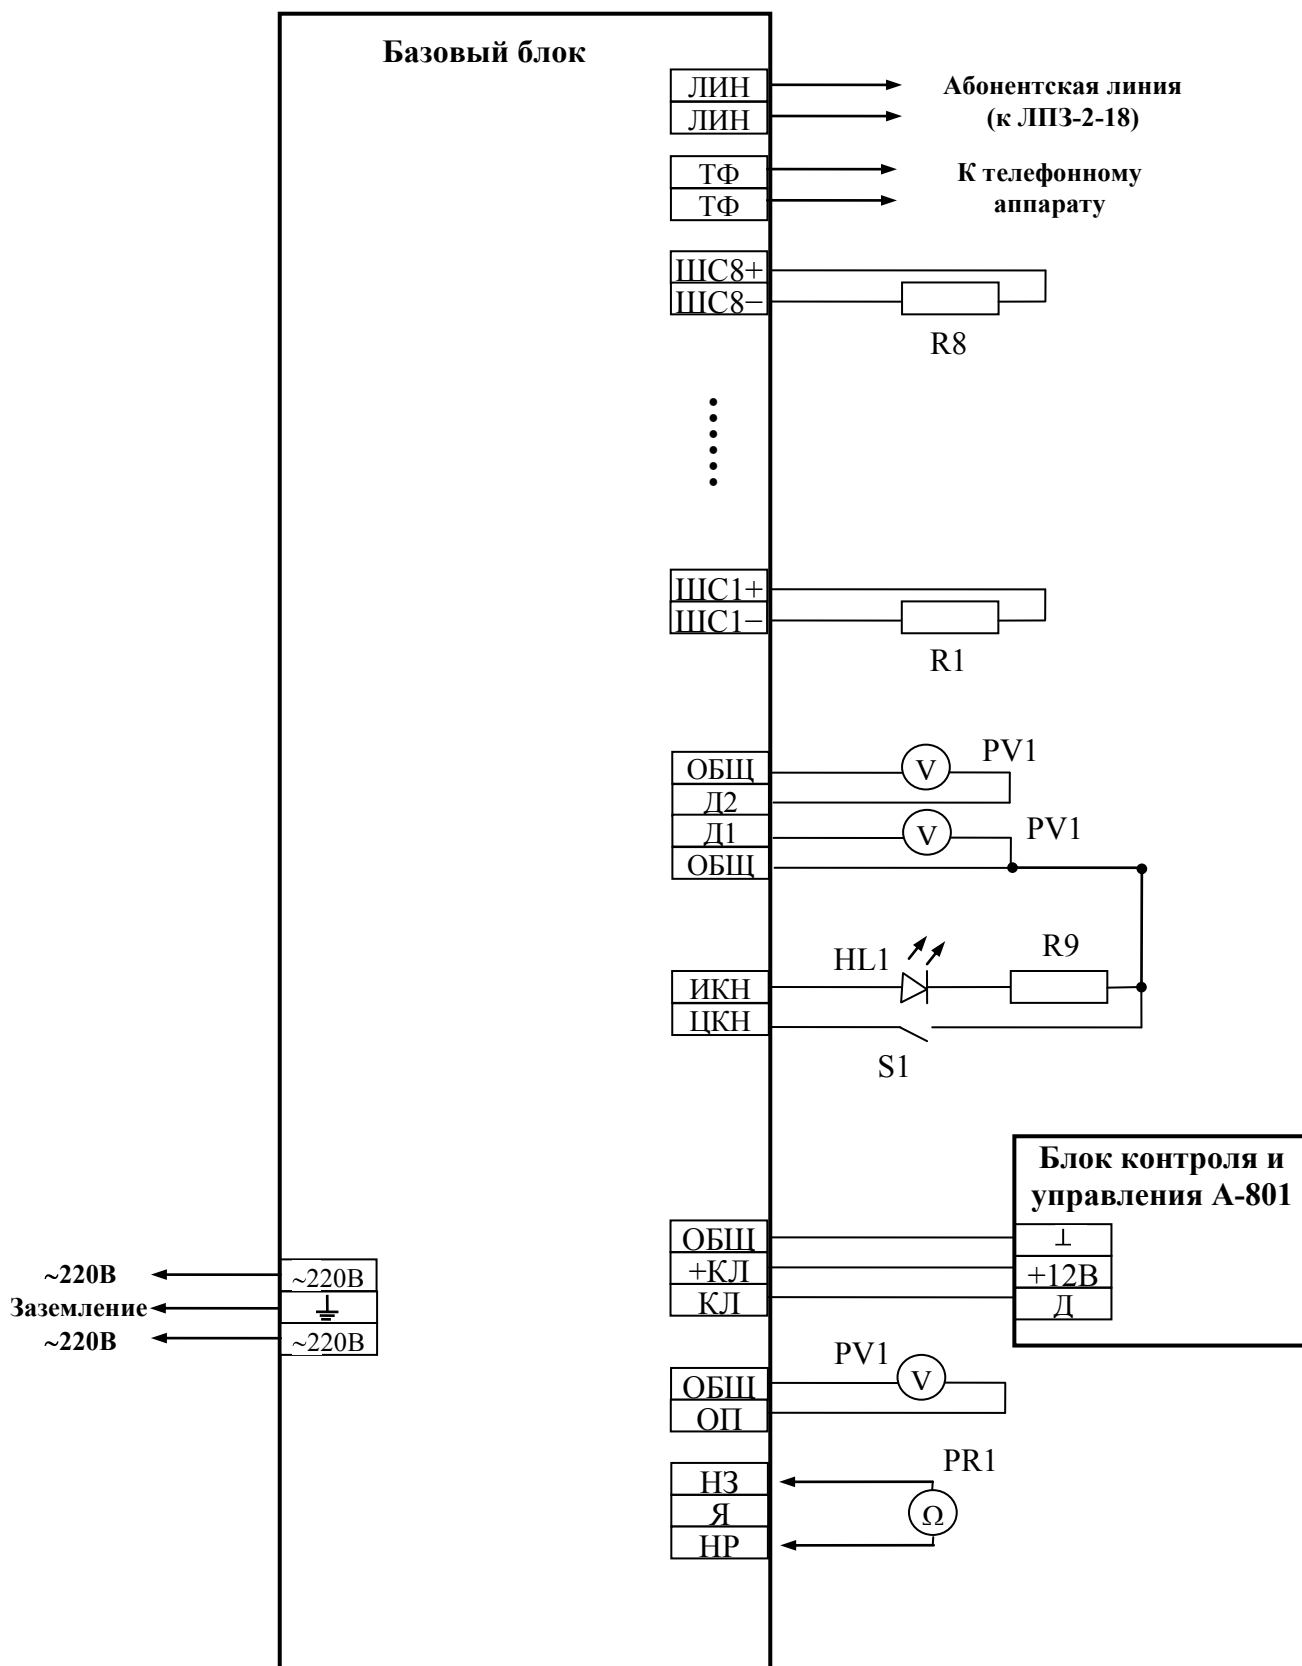 Базовый блок
ЛИН
Абонентская линия
ЛИН
(к ЛПЗ-2-18)
ТФ
К телефонному
ТФ
аппарату
ШС8+
ШС8−
R8
ШС1+
ШС1−
R1
ОБЩ
V
PV1
Д2
Д1
V
PV1
ОБЩ
HL1
R9
ИКН
ЦКН
S1
Блок контроля и
управления А-801
ОБЩ
⊥
+КЛ
+12В
КЛ
Д
~220В
~220В
Заземление
~220В
~220В
PV1
ОБЩ
V
ОП
PR1
НЗ
Я
Ω
НР